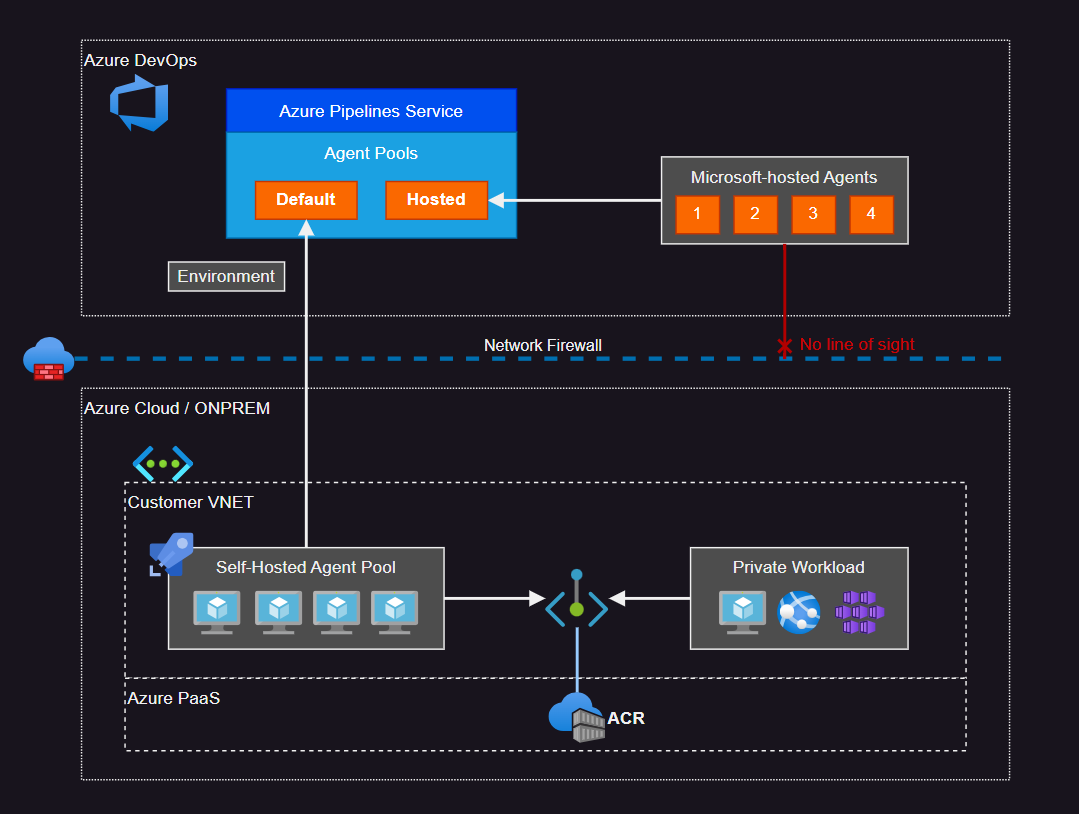 Azure DevOps
Azure Pipelines Service
Agent Pools
Default
Hosted
Microsoft-hosted Agents
1
2
3
4
Environment
Network Firewall
No line of sight
Azure Cloud / ONPREM
Customer VNET
Self-Hosted Agent Pool
Private Workload
Azure PaaS
ACR